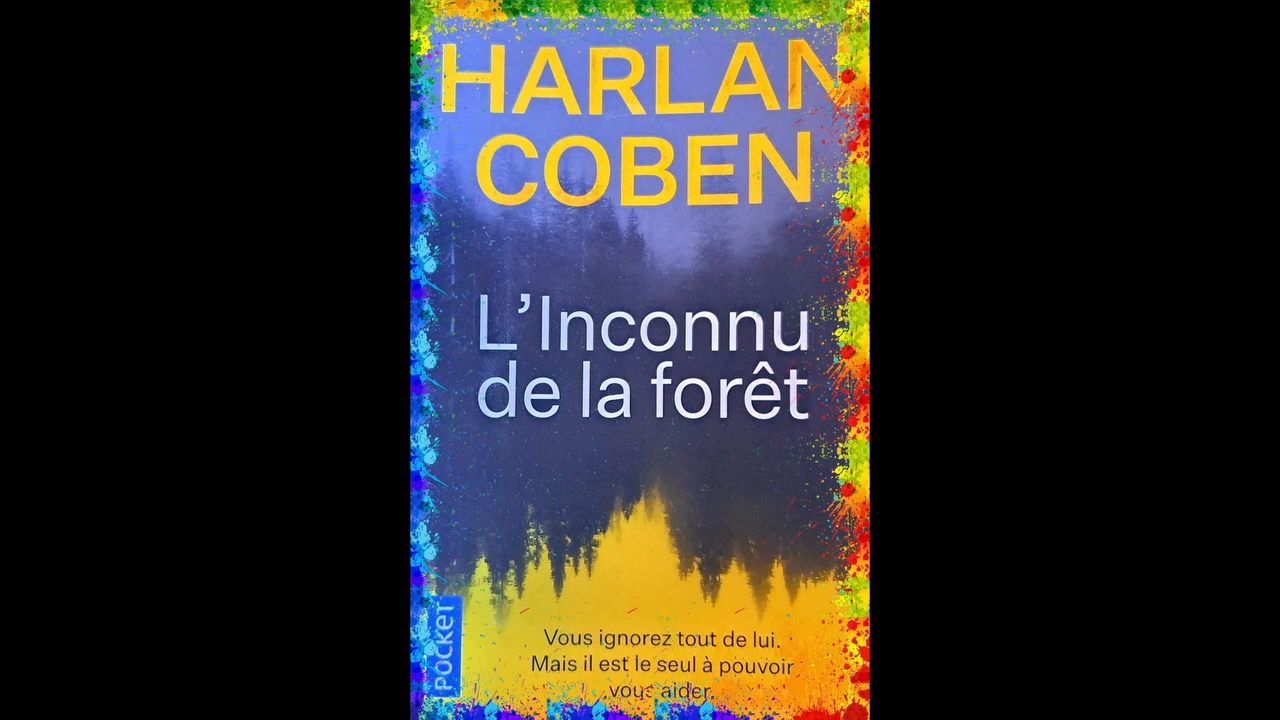 HARLAN
COBEN
L’Inconnu
de la forêt
Vous ignorez tout de lui.
Mais il est le seul à pouvoir
vous aider.
POCKET